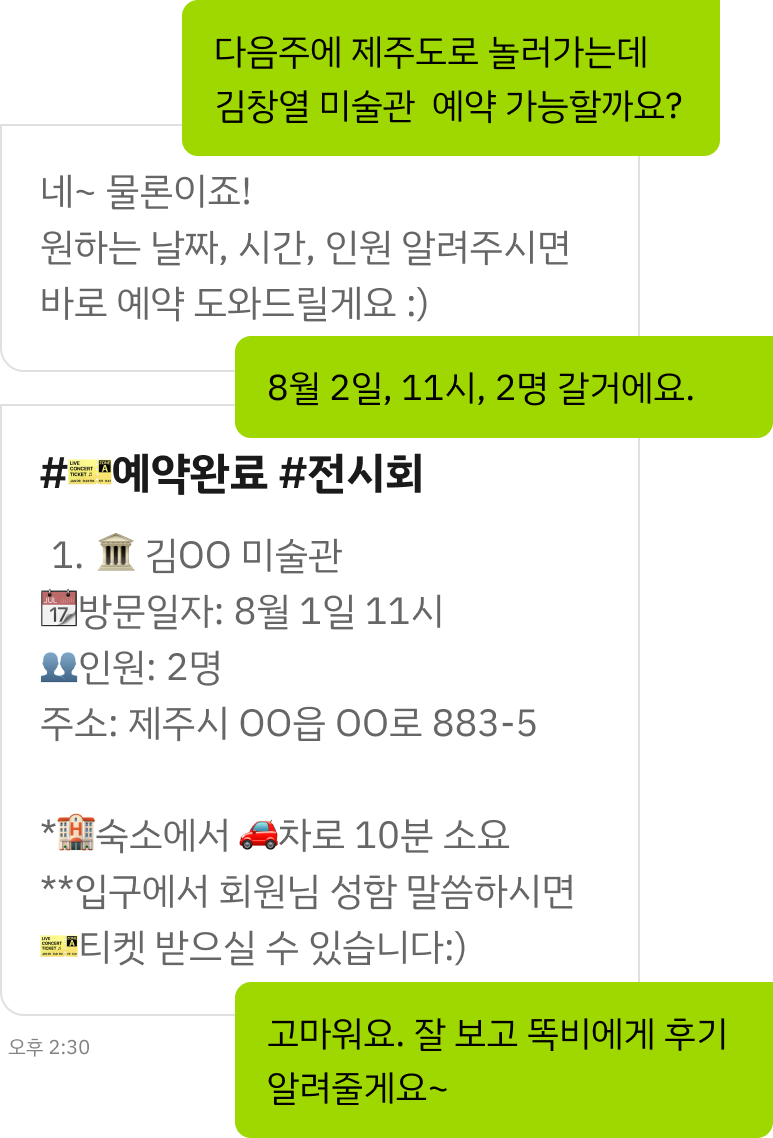 다음주에 제주도로 놀러가는데
김창열 미술관 예약 가능할까요?
네~ 물론이죠!
원하는 날짜, 시간, 인원 알려주시면
바로 예약 도와드릴게요 :)
8월 2일, 11시, 2명 갈거에요.
#🎫예약완료 #전시회
1. 🏛️ 김OO 미술관
📆방문일자: 8월 1일 11시
👥인원: 2명
주소: 제주시 OO읍 OO로 883-5
*🏩숙소에서 🚗차로 10분 소요
**입구에서 회원님 성함 말씀하시면
🎫티켓 받으실 수 있습니다:)
오후 2:30
고마워요. 잘 보고 똑비에게 후기
알려줄게요~